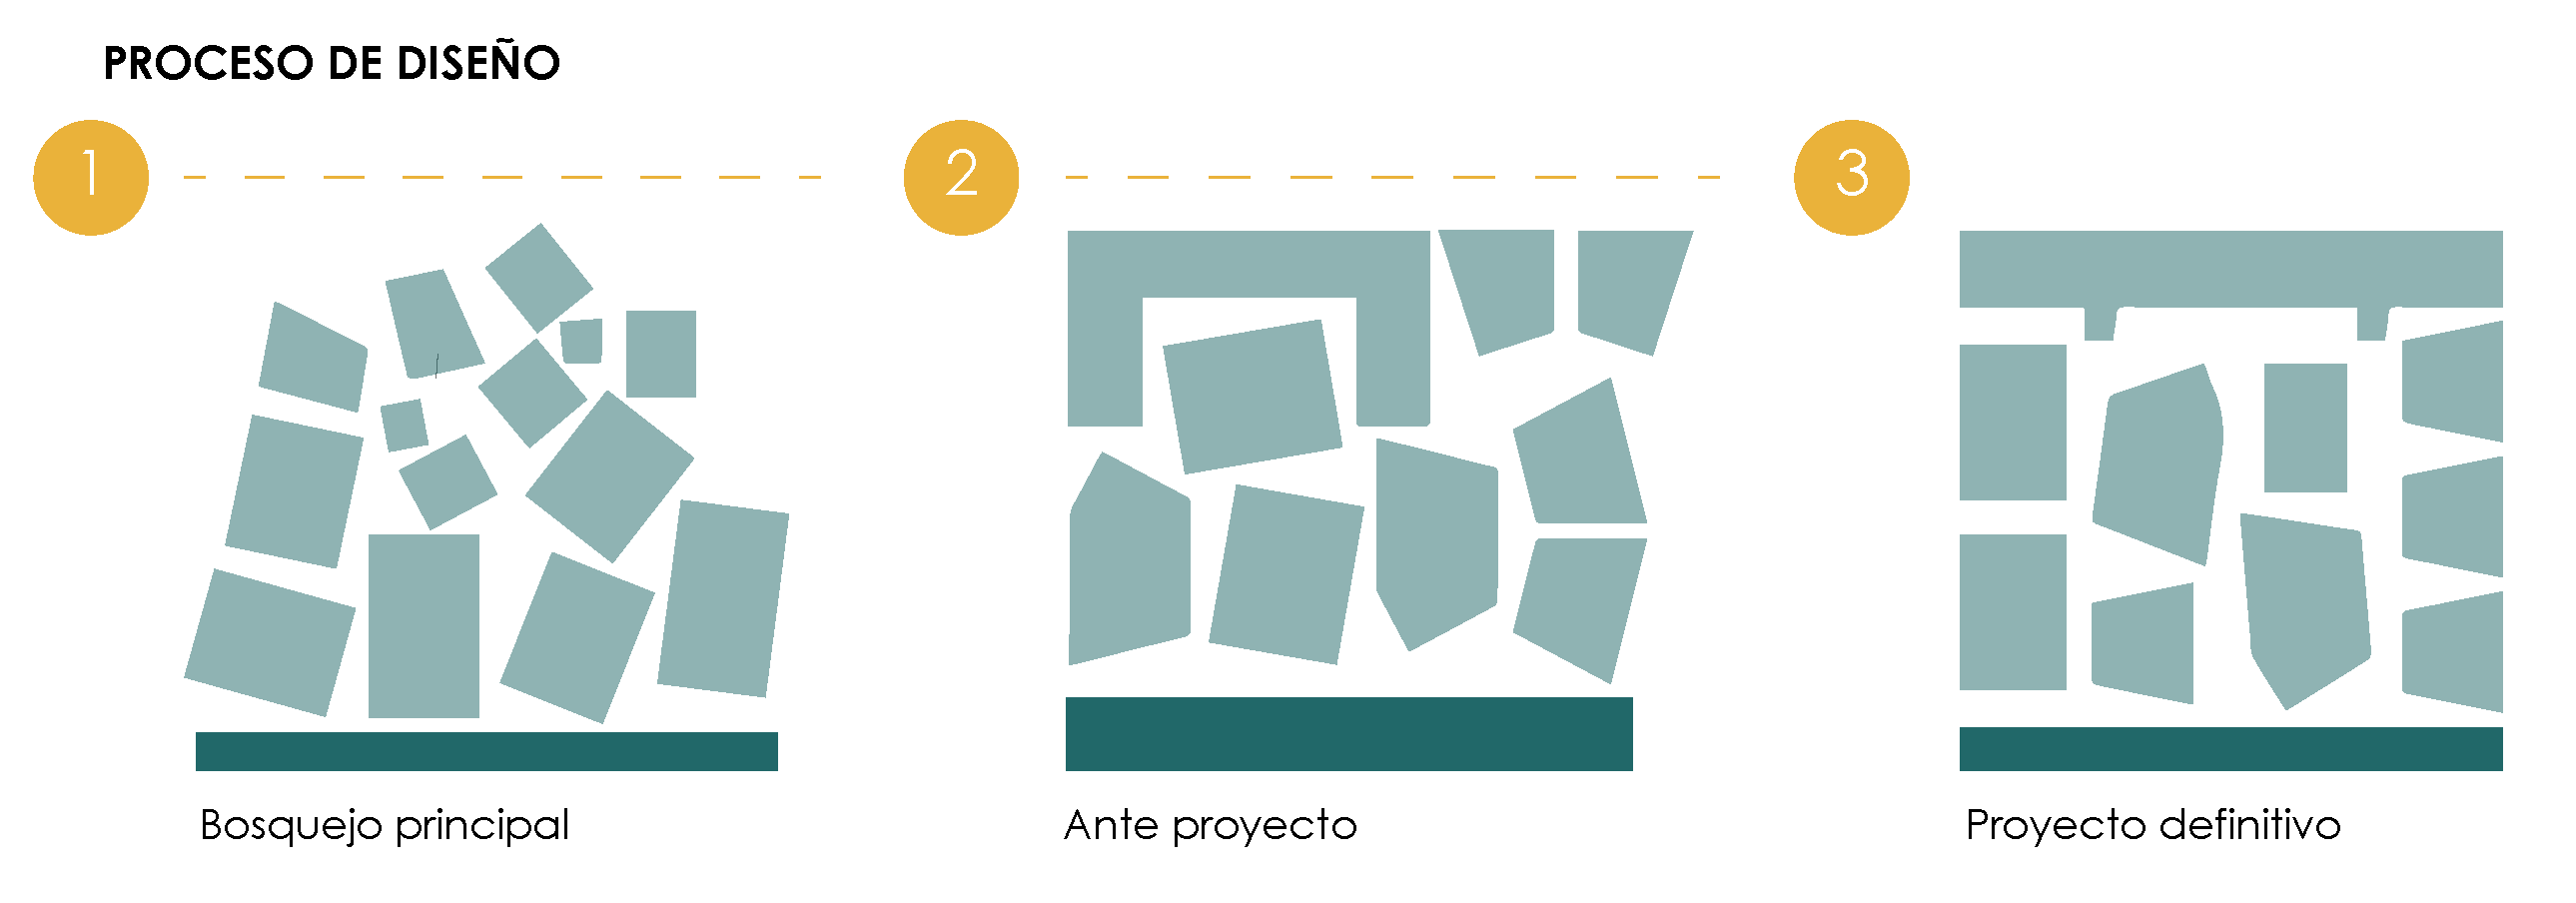 PROCESO DE DISEÑO
1
2
3
Bosquejo principal
Ante proyecto
Proyecto definitivo